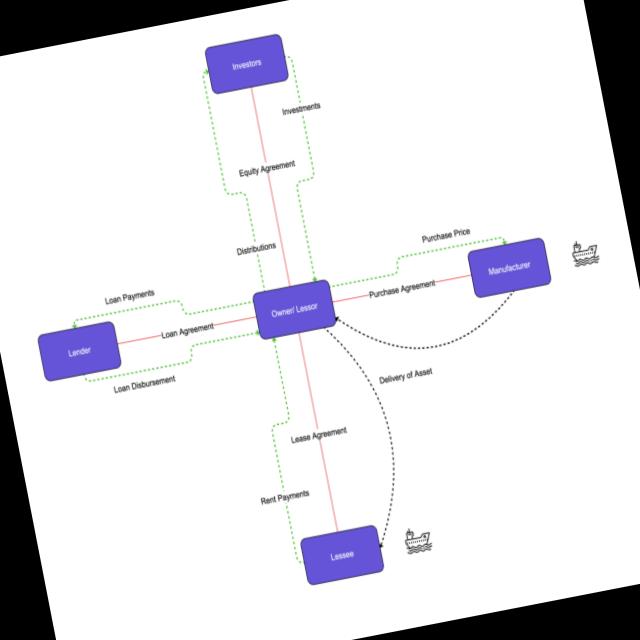 Investors
Investments
Equity Agreement
Distributions
Purchase Price
Manufacturer
Purchase Agreement
Loan Payments
Owner/ Lessor
Loan Agreement
Lender
Loan Disbursement
Delivery of Asset
Lease Agreement
Rent Payments
Lessee